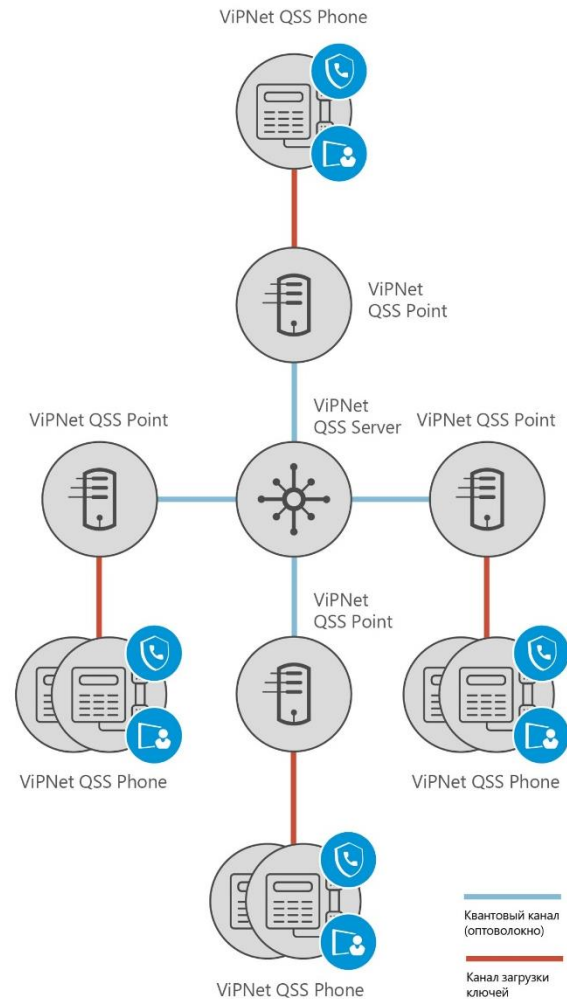 ViPNet QSS Phone
ViPNet
QSS Point
ViPNet QSS Point
ViPNet
QSS Server
ViPNet QSS Point
ViPNet
QSS Point
ViPNet QSS Phone
ViPNet QSS Phone
ViPNet QSS Phone
Квантовый канал
(оптоволокно)
Канал загрузки
ключей